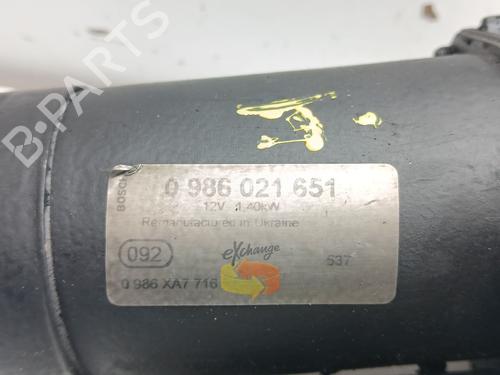 B-PARTS
BOSCH
0 986 021 651
12V 1,40kW
Remanufactured in Ukraine
092
eXchange
537
0 986 XA7 716